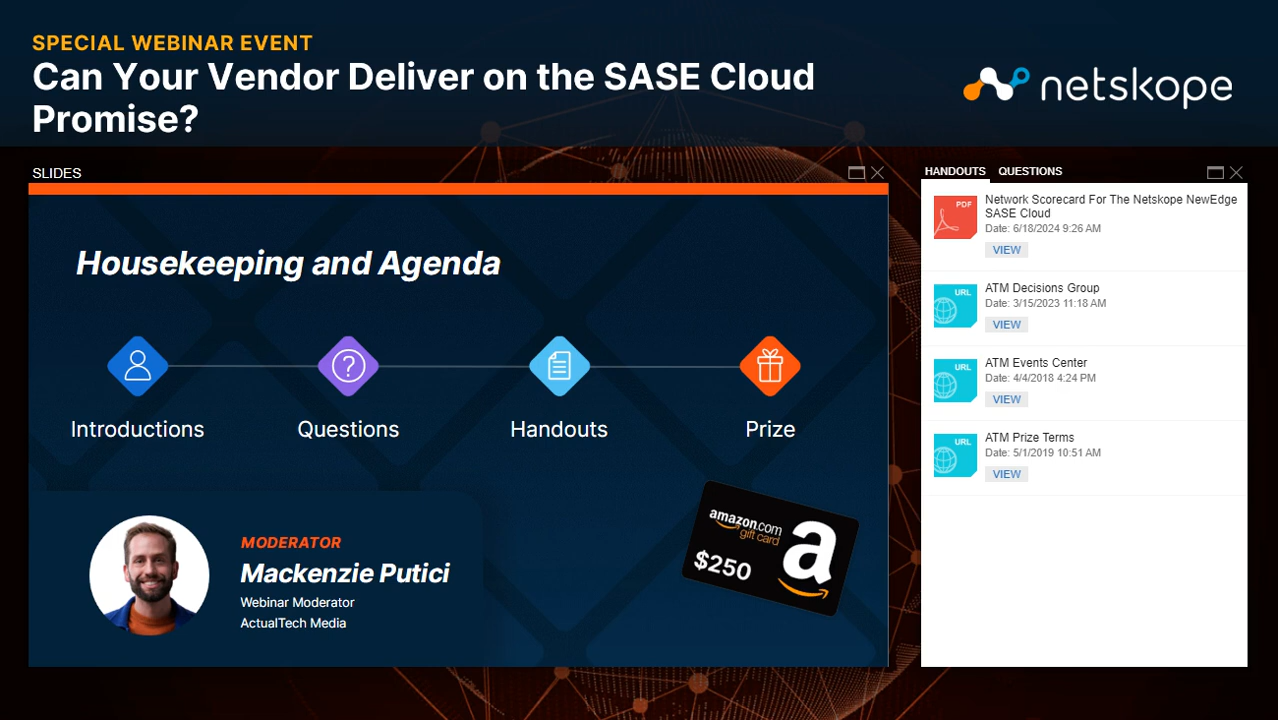 SPECIAL WEBINAR EVENT
Can Your Vendor Deliver on the SASE Cloud
Promise?
netskope
SLIDES
Housekeeping and Agenda
Introductions
Questions
Handouts
Prize
MODERATOR
Mackenzie Putici
Webinar Moderator
ActualTech Media
amazon.com
gift card
$250
a
HANDOUTS QUESTIONS
PDF
Network Scorecard For The Netskope NewEdge
SASE Cloud
Date: 6/18/2024 9:26 AM
VIEW
URL
ATM Decisions Group
Date: 3/15/2023 11:18 AM
VIEW
URL
ATM Events Center
Date: 4/4/2018 4:24 PM
VIEW
URL
ATM Prize Terms
Date: 5/1/2019 10:51 AM
VIEW